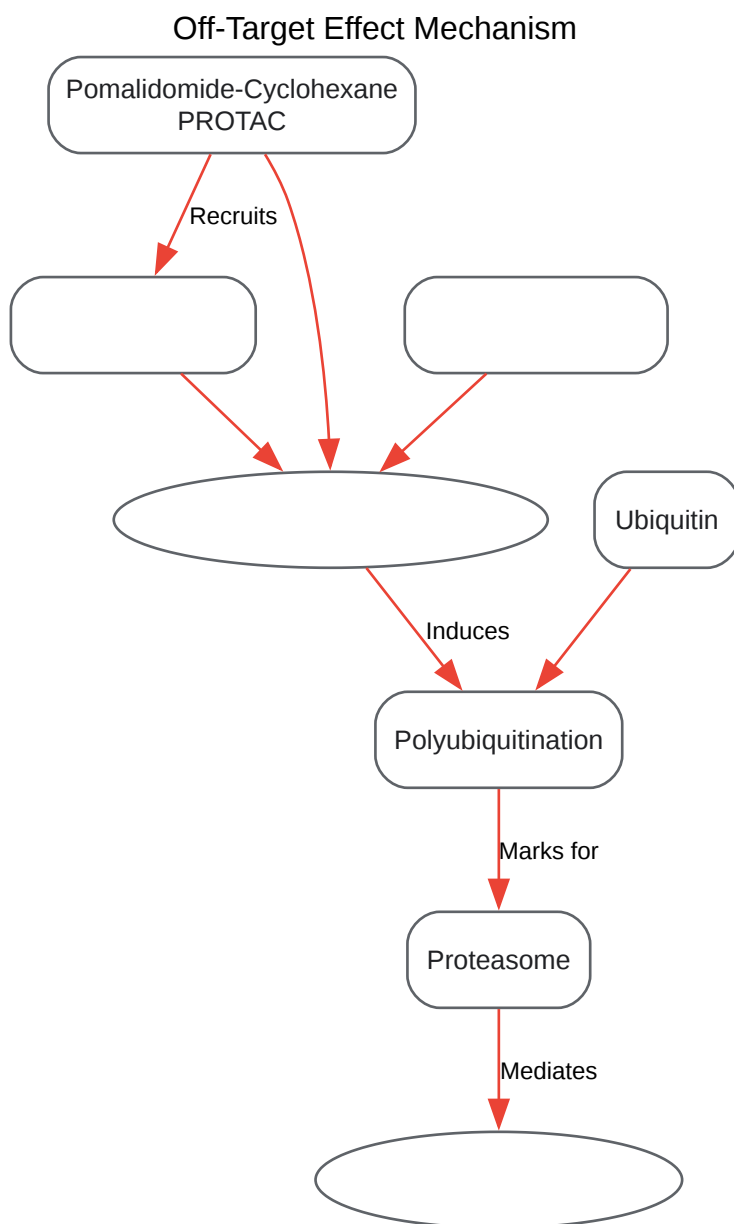 Off-Target Effect Mechanism
Pomalidomide-Cyclohexane
PROTAC
Recruits
Ubiquitin
Induces
Polyubiquitination
Marks for
Proteasome
Mediates